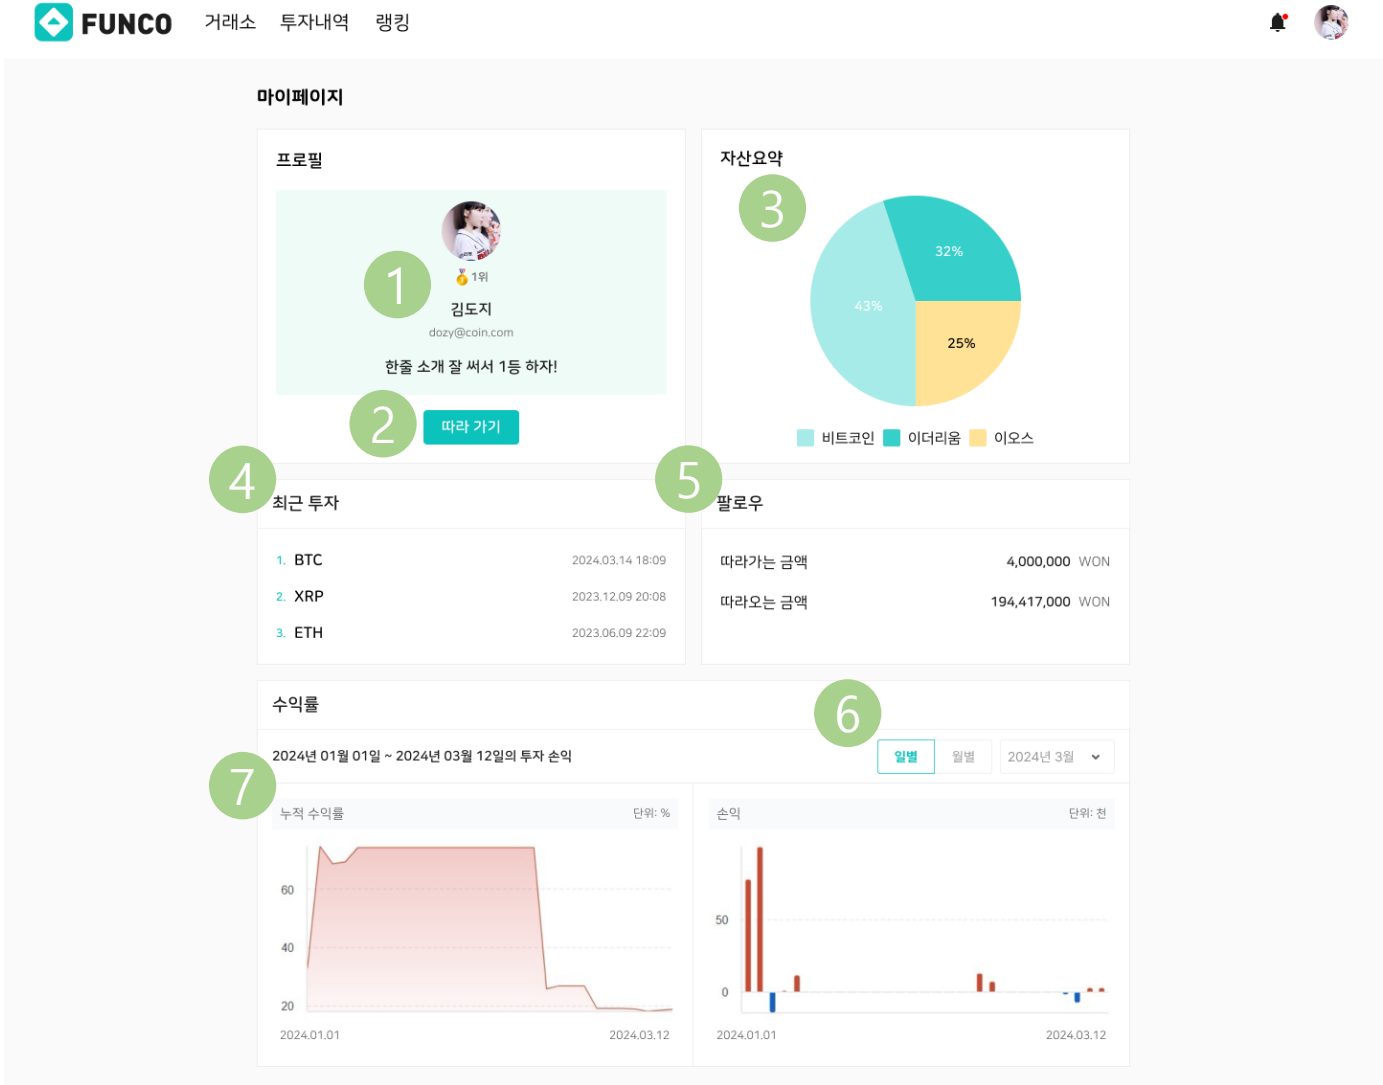 FUNCO 거래소 투자내역 랭킹
마이페이지
프로필
1
1위
김도지
dozy@coin.com
한줄 소개 잘 써서 1등 하자!
2
따라 가기
자산요약
3
32%
43%
25%
비트코인 이더리움 이오스
4
최근 투자
1. BTC 2024.03.14 18:09
2. XRP 2023.12.09 20:08
3. ETH 2023.06.09 22:09
5
팔로우
따라가는 금액 4,000,000 WON
따라오는 금액 194,417,000 WON
수익률
6
2024년 01월 01일 ~ 2024년 03월 12일의 투자 손익 일별 월별 2024년 3월
7
누적 수익률 단위: %
60
40
20
2024.01.01 2024.03.12
손익 단위: 천
50
0
2024.01.01 2024.03.12